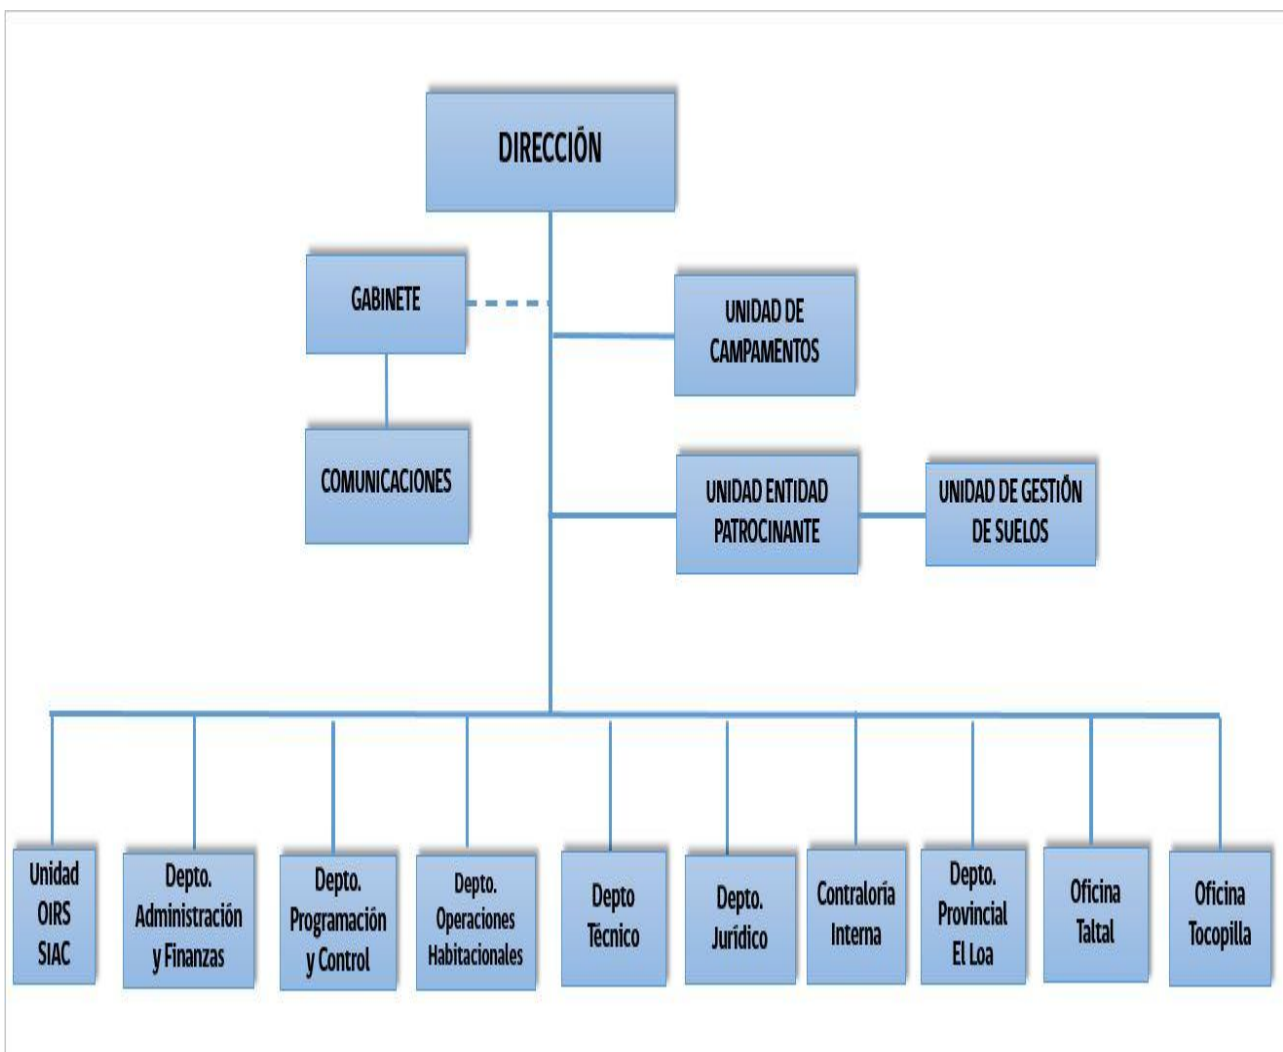 DIRECCIÓN
GABINETE
UNIDAD DE
CAMPAMENTOS
COMUNICACIONES
UNIDAD ENTIDAD
PATROCINANTE
UNIDAD DE GESTIÓN
DE SUELOS
Unidad
OIRS
SIAC
Depto.
Administración
y Finanzas
Depto.
Programación
y Control
Depto.
Operaciones
Habitacionales
Depto
Técnico
Depto.
Jurídico
Contraloría
Interna
Depto.
Provincial
El Loa
Oficina
Taltal
Oficina
Tocopilla